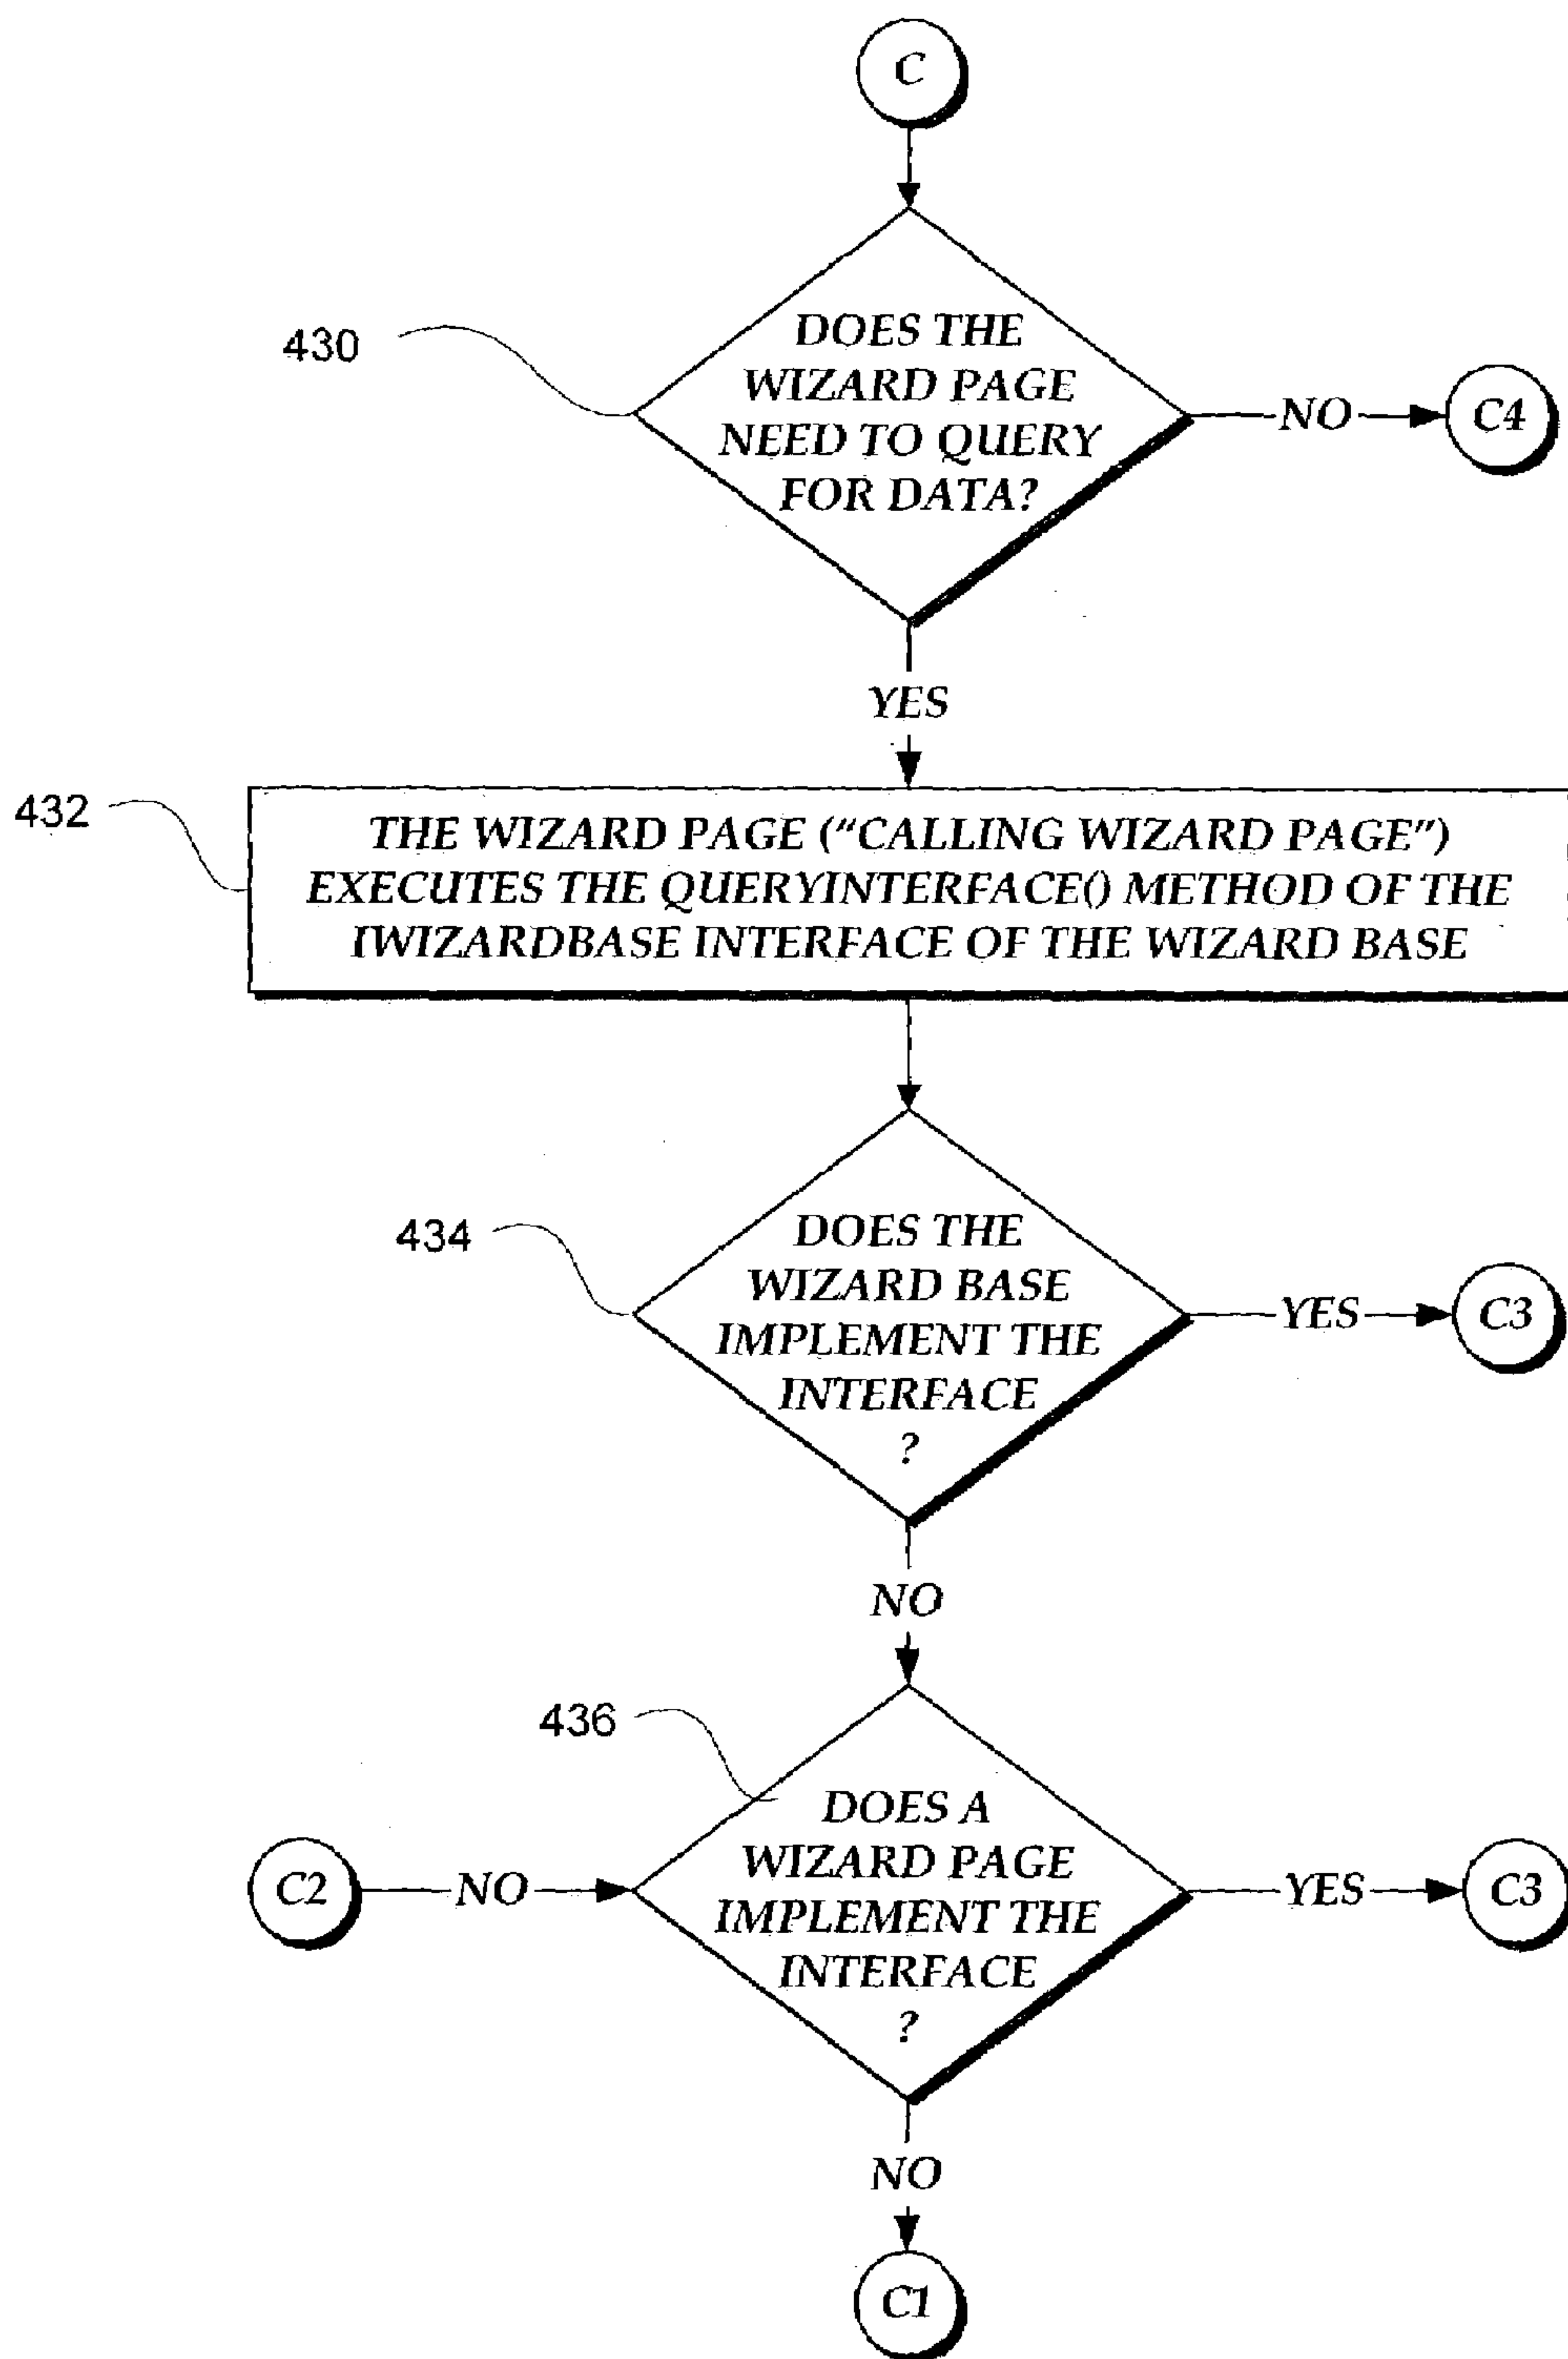 C
430
DOES THE
WIZARD PAGE
NEED TO QUERY
FOR DATA?
NO
C4
YES
432
THE WIZARD PAGE ("CALLING WIZARD PAGE")
EXECUTES THE QUERYINTERFACE() METHOD OF THE
IWIZARDBASE INTERFACE OF THE WIZARD BASE
434
DOES THE
WIZARD BASE
IMPLEMENT THE
INTERFACE
?
YES
C3
NO
436
DOES A
WIZARD PAGE
IMPLEMENT THE
INTERFACE
?
C2
NO
YES
C3
NO
C1